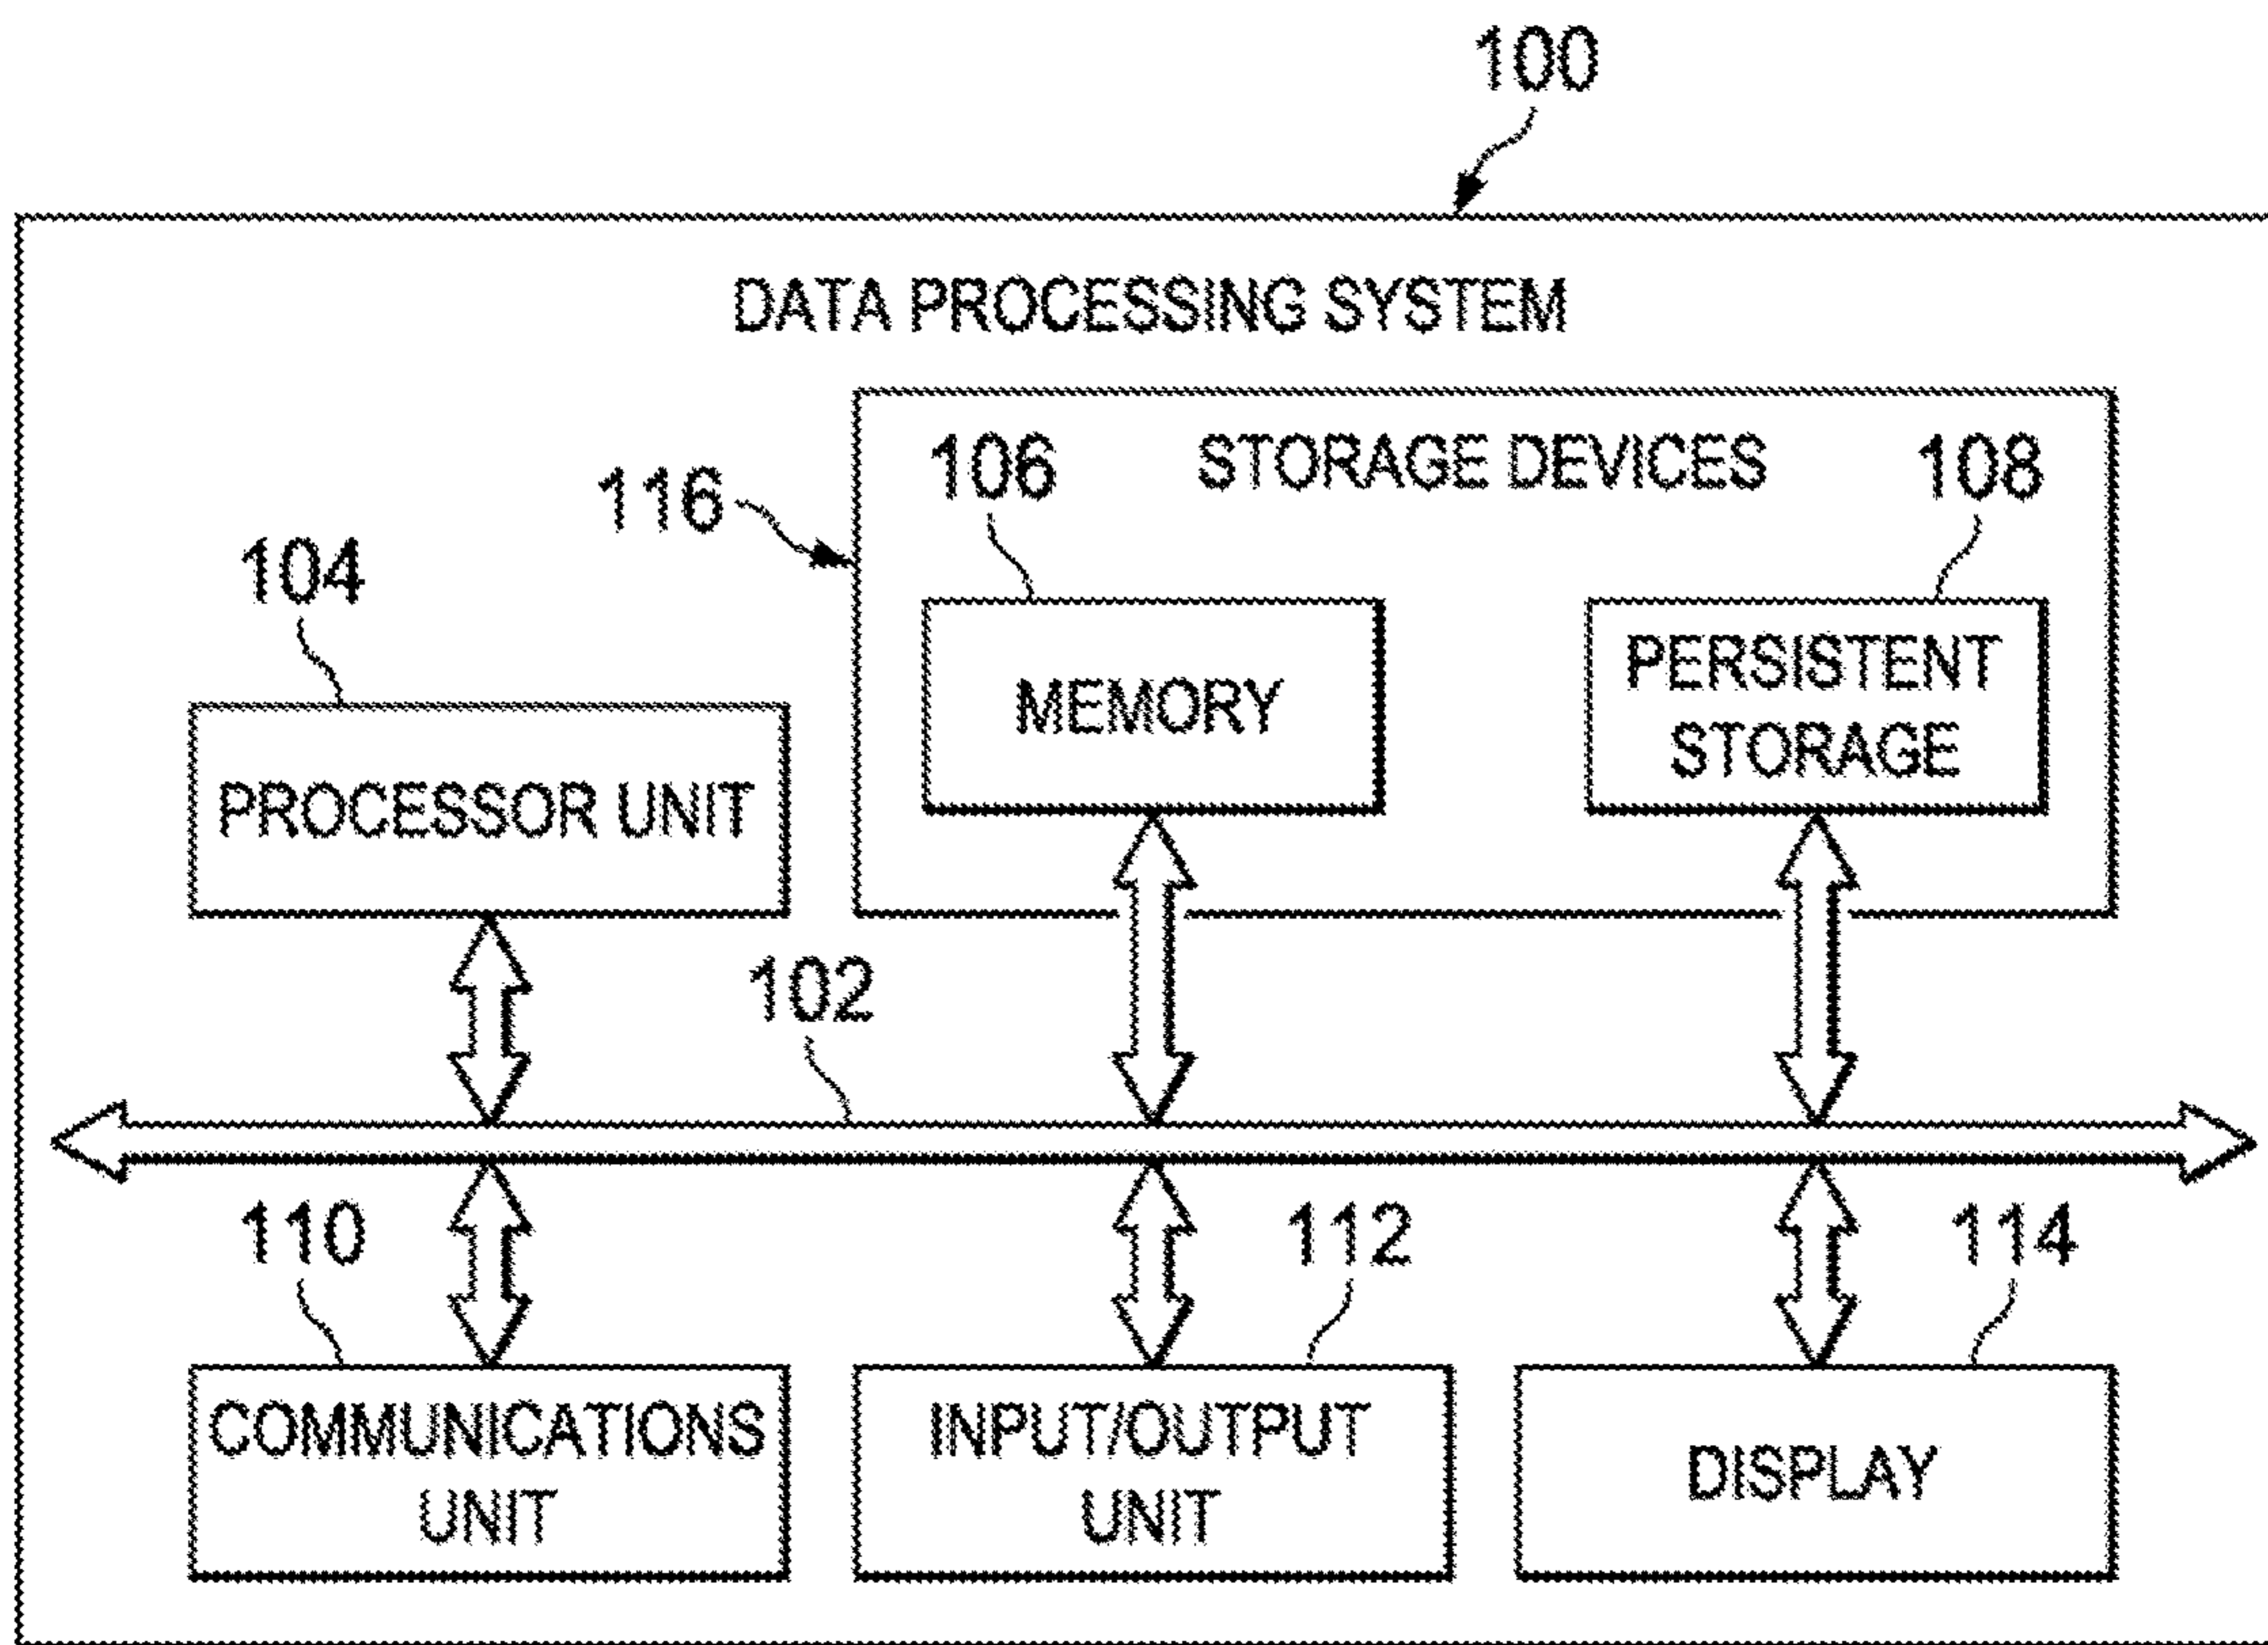 100
DATA PROCESSING SYSTEM
STORAGE DEVICES
116
106
108
104
MEMORY
PERSISTENT
STORAGE
PROCESSOR UNIT
102
110
112
114
COMMUNICATIONS
UNIT
INPUT/OUTPUT
UNIT
DISPLAY